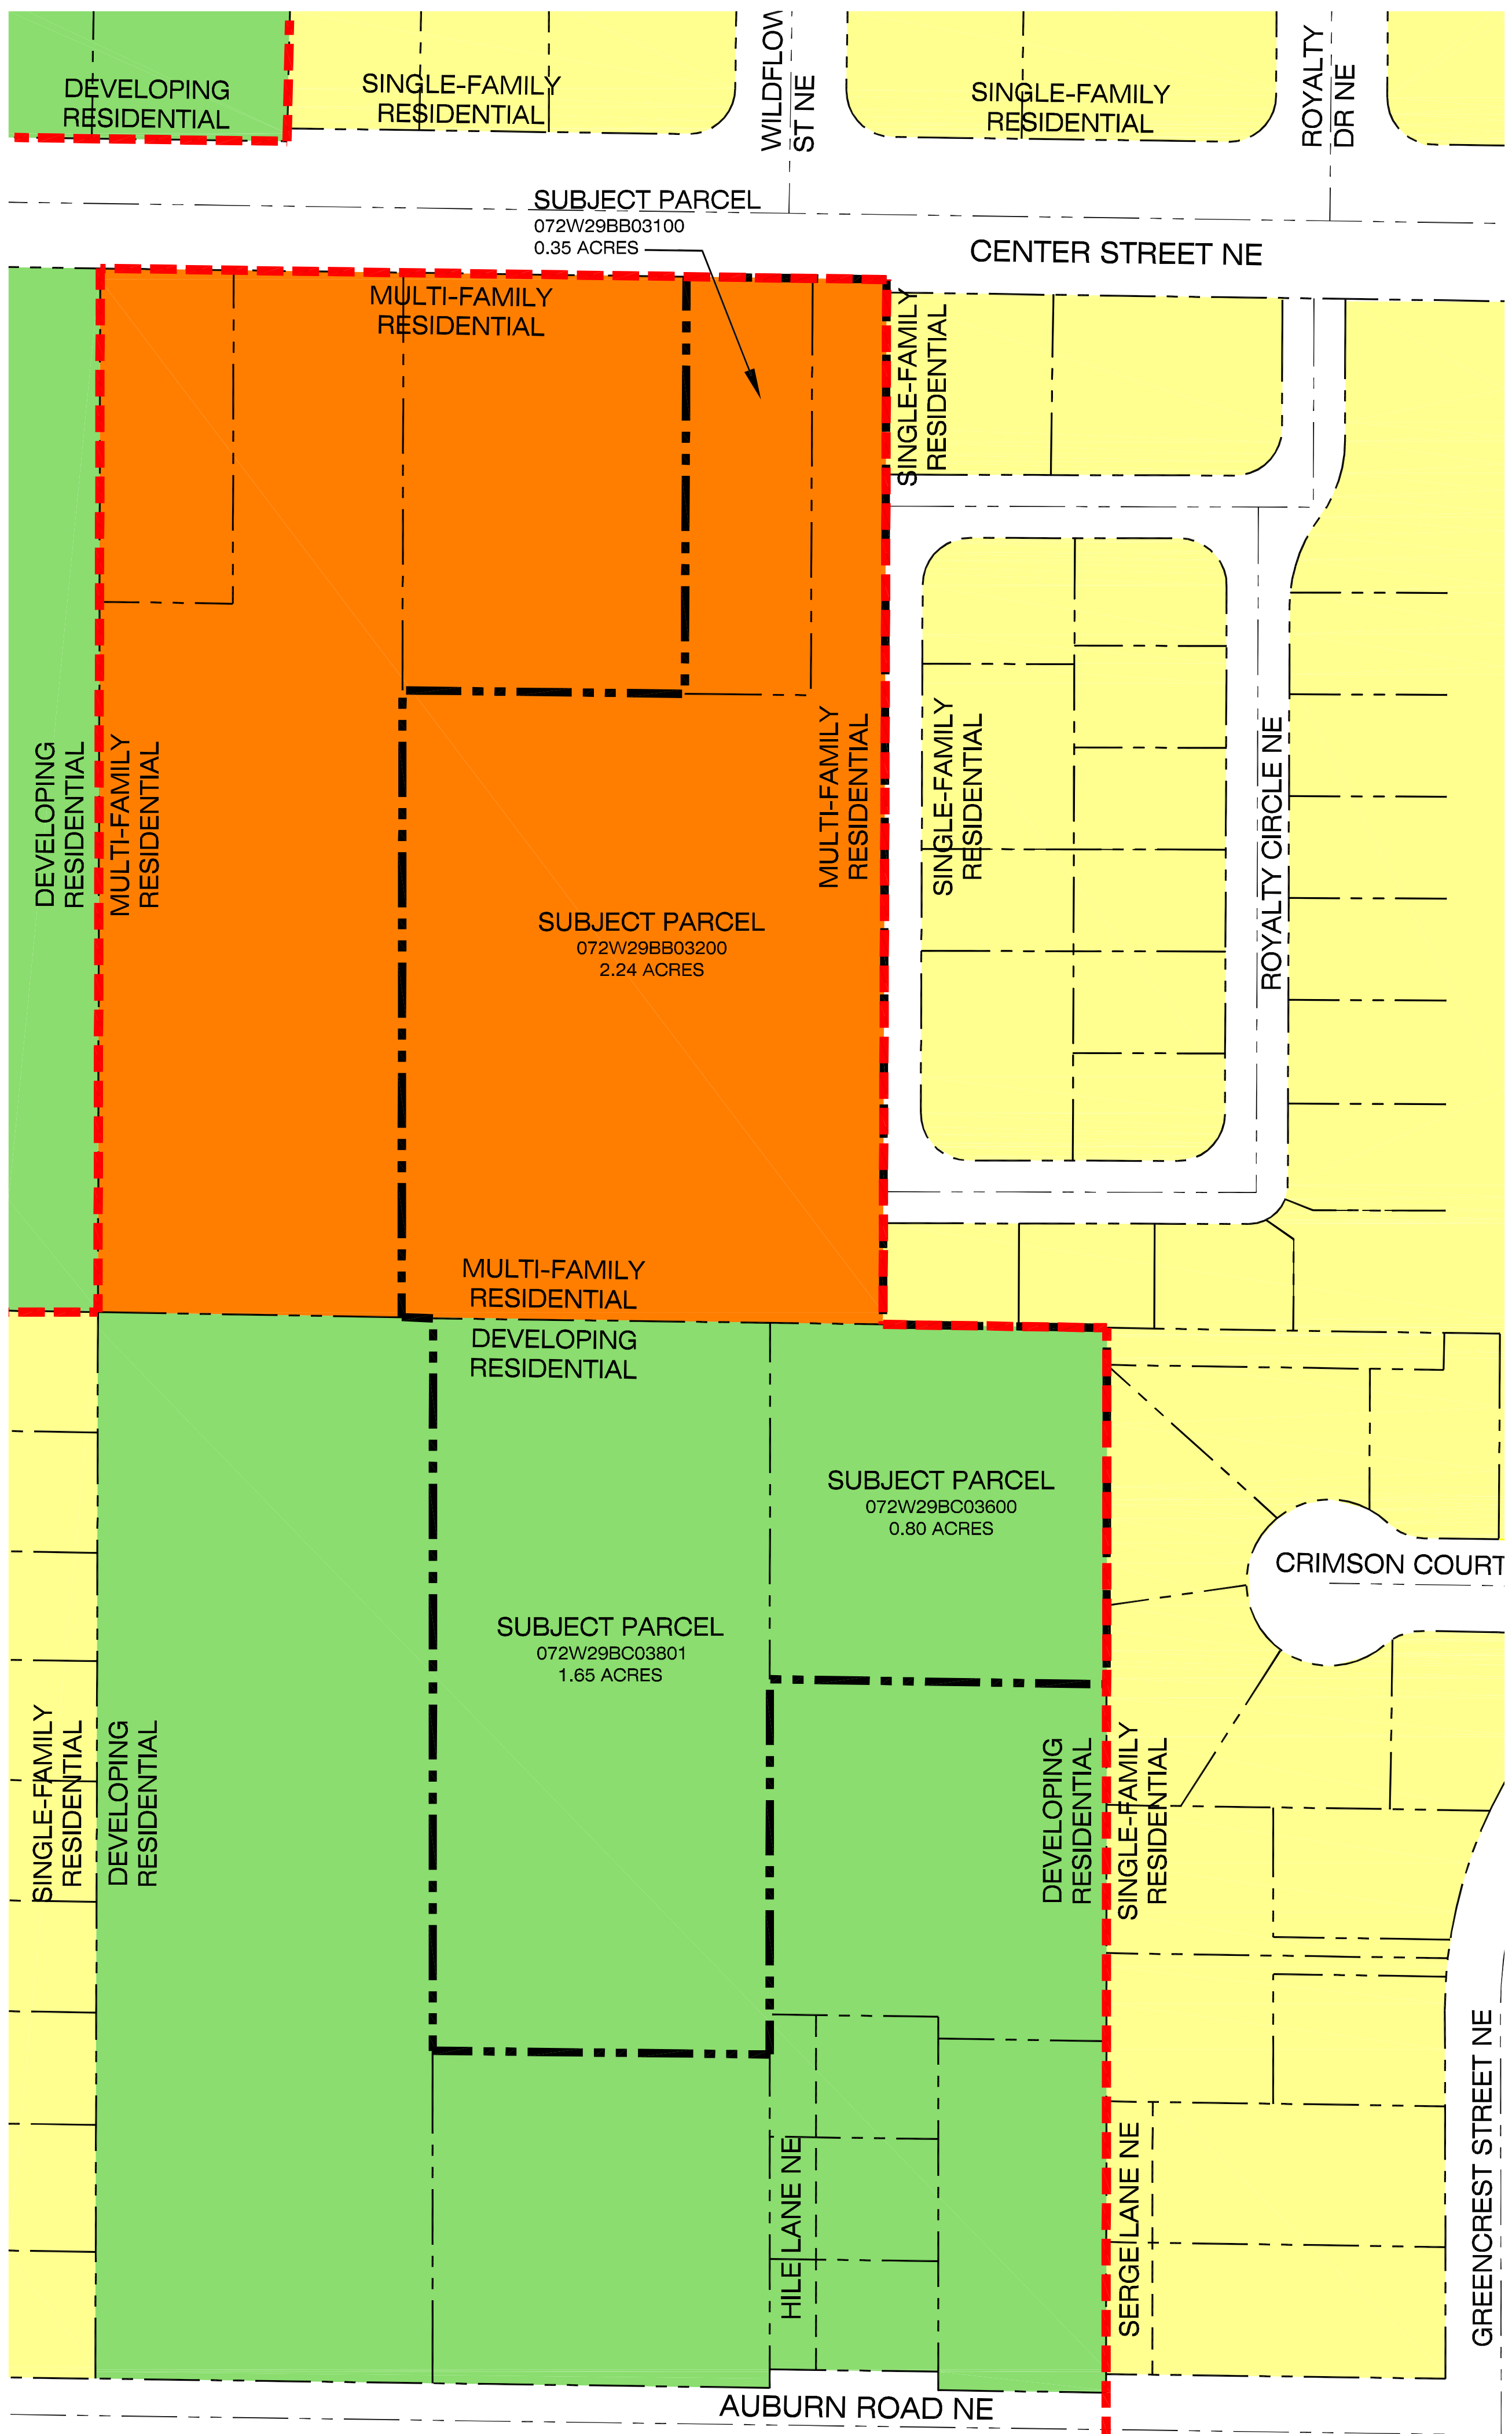 DEVELOPING
RESIDENTIAL
SINGLE-FAMILY
RESIDENTIAL
WILDFLOW
ST NE
SINGLE-FAMILY
RESIDENTIAL
ROYALTY
DR NE
SUBJECT PARCEL
072W29BB03100
0.35 ACRES
CENTER STREET NE
MULTI-FAMILY
RESIDENTIAL
SINGLE-FAMILY
RESIDENTIAL
DEVELOPING
RESIDENTIAL
MULTI-FAMILY
RESIDENTIAL
MULTI-FAMILY
RESIDENTIAL
SINGLE-FAMILY
RESIDENTIAL
ROYALTY CIRCLE NE
SUBJECT PARCEL
072W29BB03200
2.24 ACRES
MULTI-FAMILY
RESIDENTIAL
DEVELOPING
RESIDENTIAL
SUBJECT PARCEL
072W29BC03600
0.80 ACRES
CRIMSON COURT
SUBJECT PARCEL
072W29BC03801
1.65 ACRES
SINGLE-FAMILY
RESIDENTIAL
DEVELOPING
RESIDENTIAL
DEVELOPING
RESIDENTIAL
SINGLE-FAMILY
RESIDENTIAL
HILE LANE NE
SERGE LANE NE
GREENCREST STREET NE
AUBURN ROAD NE